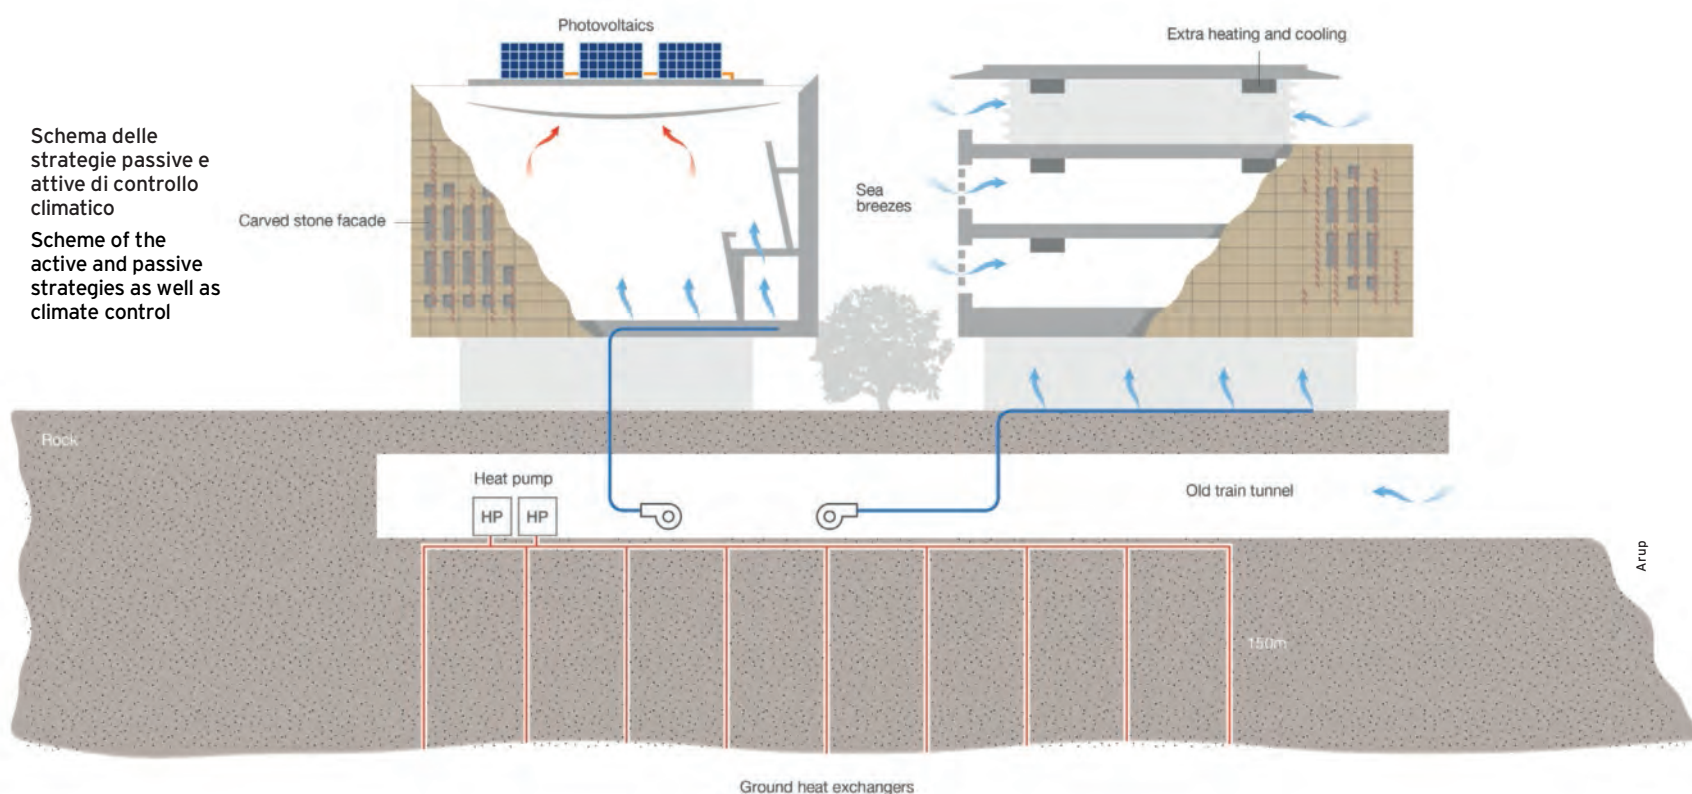 Photovoltaics
Extra heating and cooling
Schema delle
strategie passive e
attive di controllo
climatico
Scheme of the
active and passive
strategies as well as
climate control
Carved stone facade
Sea
breezes
Rock
Heat pump
HP
HP
Old train tunnel
Arup
150m
Ground heat exchangers